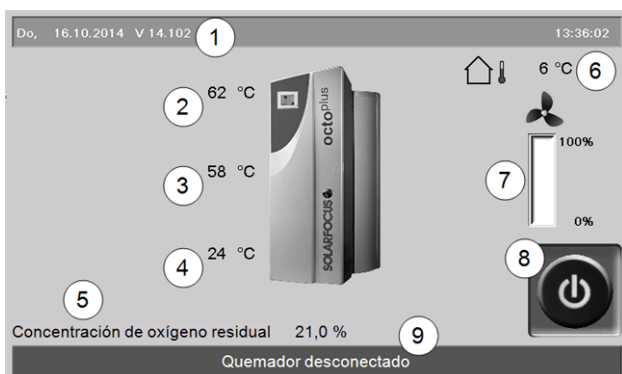 Do, 16.10.2014 V 14.102 1 13:36:02
6 °C 6
2 62 °C
octoplus
100%
3 58 °C
7
SOLARFOCUS
0%
4 24 °C
8
5
Concentración de oxígeno residual 21,0 %
9
Quemador desconectado